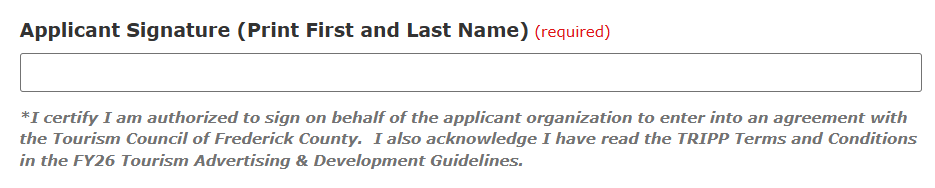 Applicant Signature (Print First and Last Name) (required)
*I certify I am authorized to sign on behalf of the applicant organization to enter into an agreement with
the Tourism Council of Frederick County.  I also acknowledge I have read the TRIPP Terms and Conditions
in the FY26 Tourism Advertising & Development Guidelines.